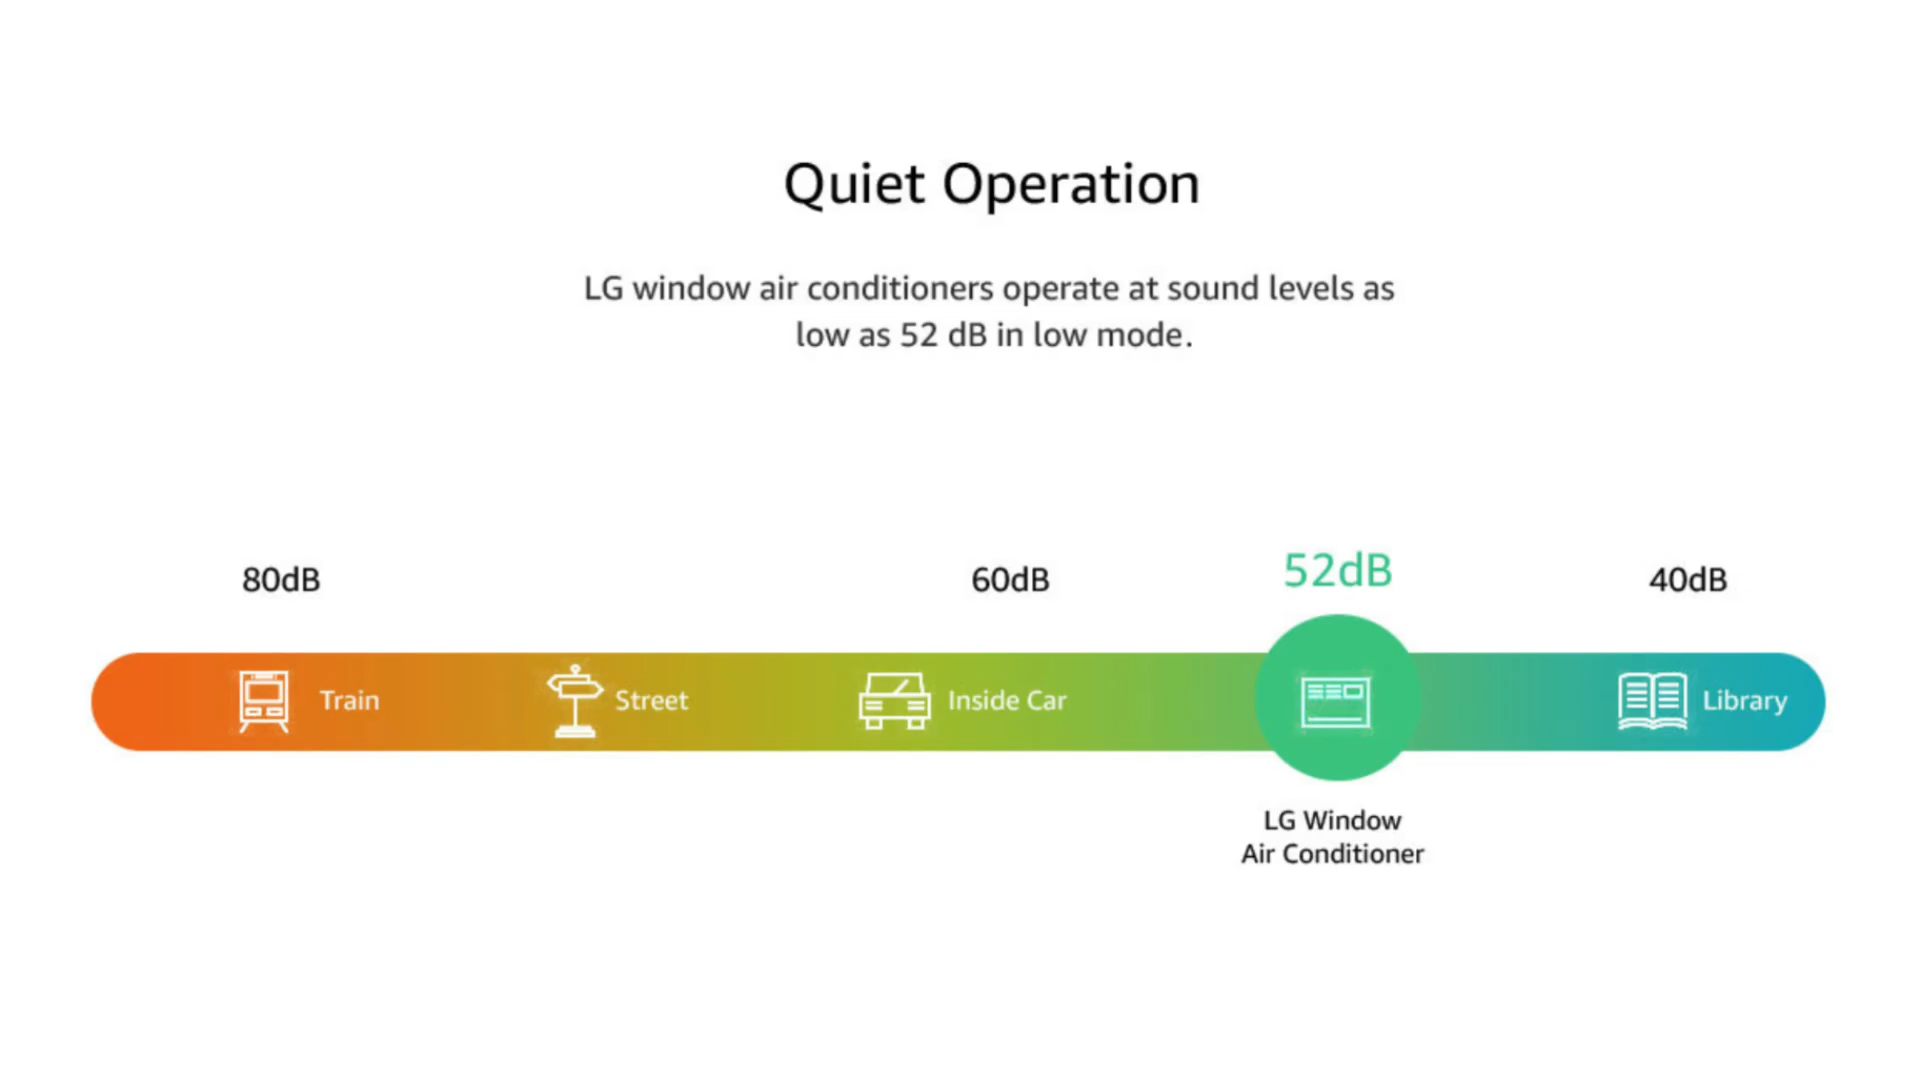 Quiet Operation
LG window air conditioners operate at sound levels as
low as 52 dB in low mode.
80dB
60dB
52dB
40dB
Train
Street
Inside Car
Library
LG Window
Air Conditioner